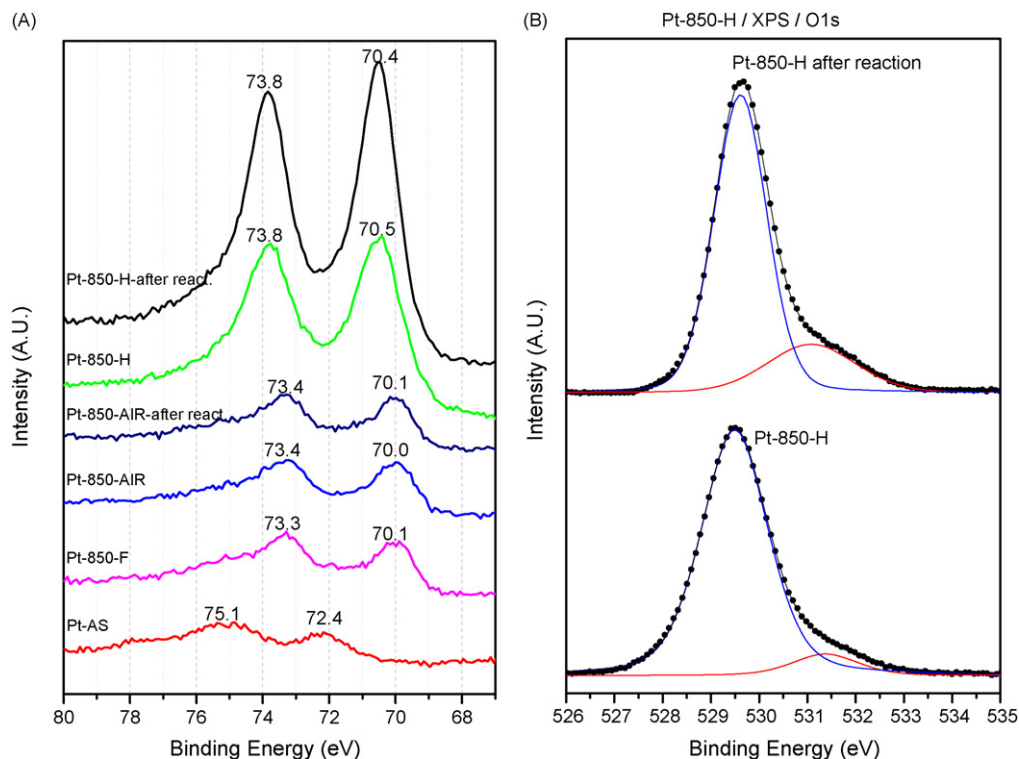 (A)
73.8
70.4
Pt-850-H-after react.
73.8
70.5
Pt-850-H
Pt-850-AIR-after react
73.4
70.1
Pt-850-AIR
73.4
70.0
Pt-850-F
73.3
70.1
Pt-AS
75.1
72.4
Intensity (A.U.)
80 78 76 74 72 70 68
Binding Energy (eV)
(B)
Pt-850-H / XPS / O1s
Pt-850-H after reaction
Pt-850-H
Intensity (A.U.)
526 527 528 529 530 531 532 533 534 535
Binding Energy (eV)